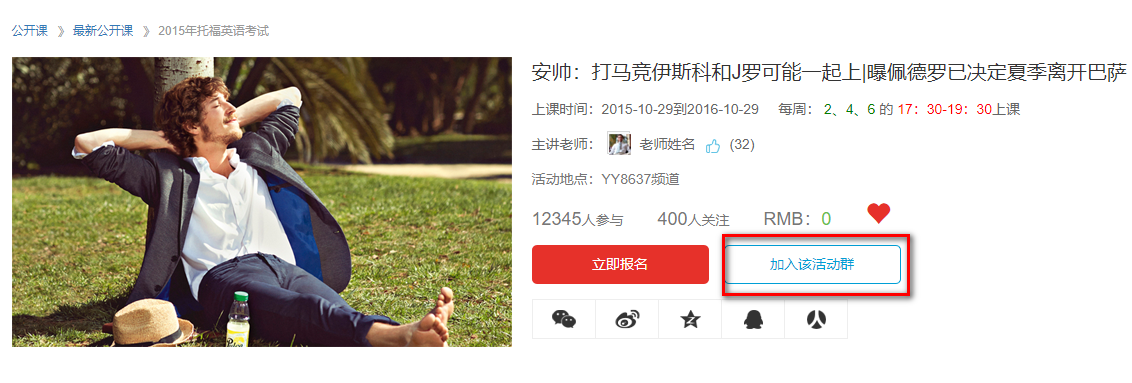 公开课 》 最新公开课 》 2015年托福英语考试
安帅：打马竞伊斯科和J罗可能一起上|曝佩德罗已决定夏季离开巴萨
上课时间：2015-10-29到2016-10-29 每周： 2、4、6 的 17：30-19：30上课
主讲老师： 老师姓名 (32)
活动地点：YY8637频道
12345人参与 400人关注 RMB：0
立即报名 加入该活动群